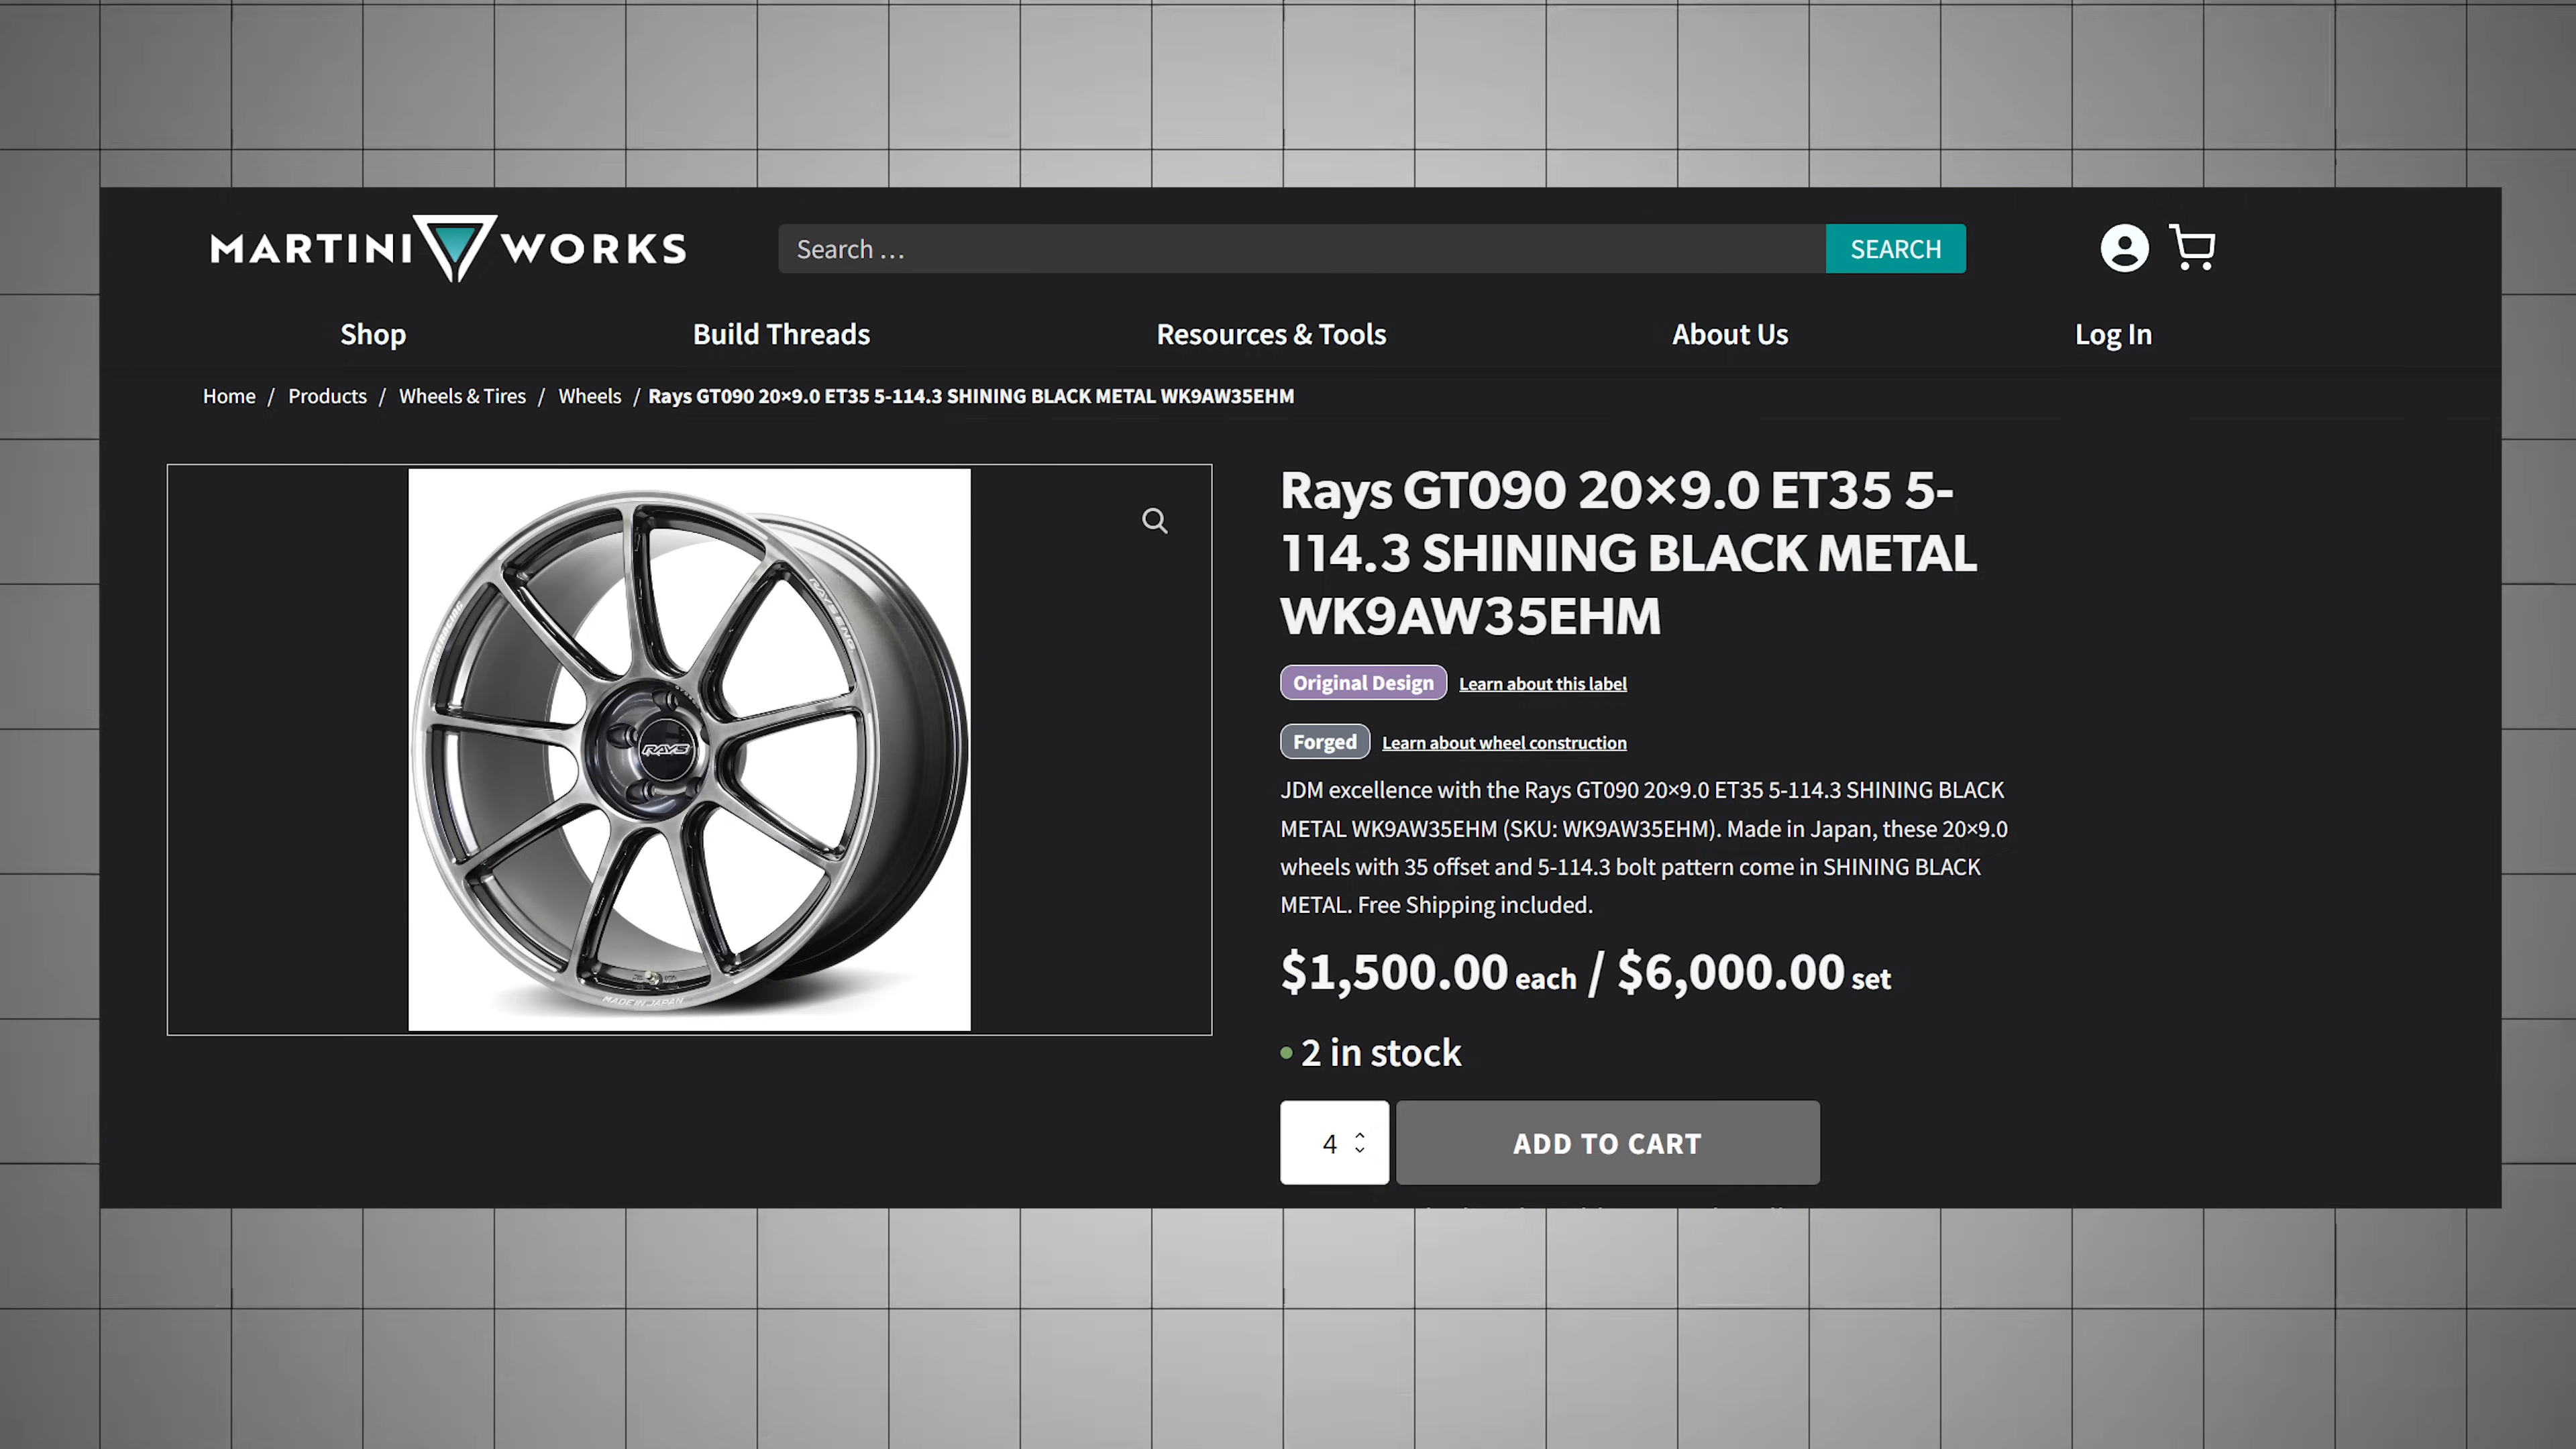 MARTINI WORKS
Search …
SEARCH
Shop
Build Threads
Resources & Tools
About Us
Log In
Home / Products / Wheels & Tires / Wheels / Rays GT090 20×9.0 ET35 5-114.3 SHINING BLACK METAL WK9AW35EHM
RAYS
MADE IN JAPAN
Rays GT090 20×9.0 ET35 5-
114.3 SHINING BLACK METAL
WK9AW35EHM
Original Design Learn about this label
Forged Learn about wheel construction
JDM excellence with the Rays GT090 20×9.0 ET35 5-114.3 SHINING BLACK
METAL WK9AW35EHM (SKU: WK9AW35EHM). Made in Japan, these 20×9.0
wheels with 35 offset and 5-114.3 bolt pattern come in SHINING BLACK
METAL. Free Shipping included.
$1,500.00 each / $6,000.00 set
2 in stock
4
ADD TO CART